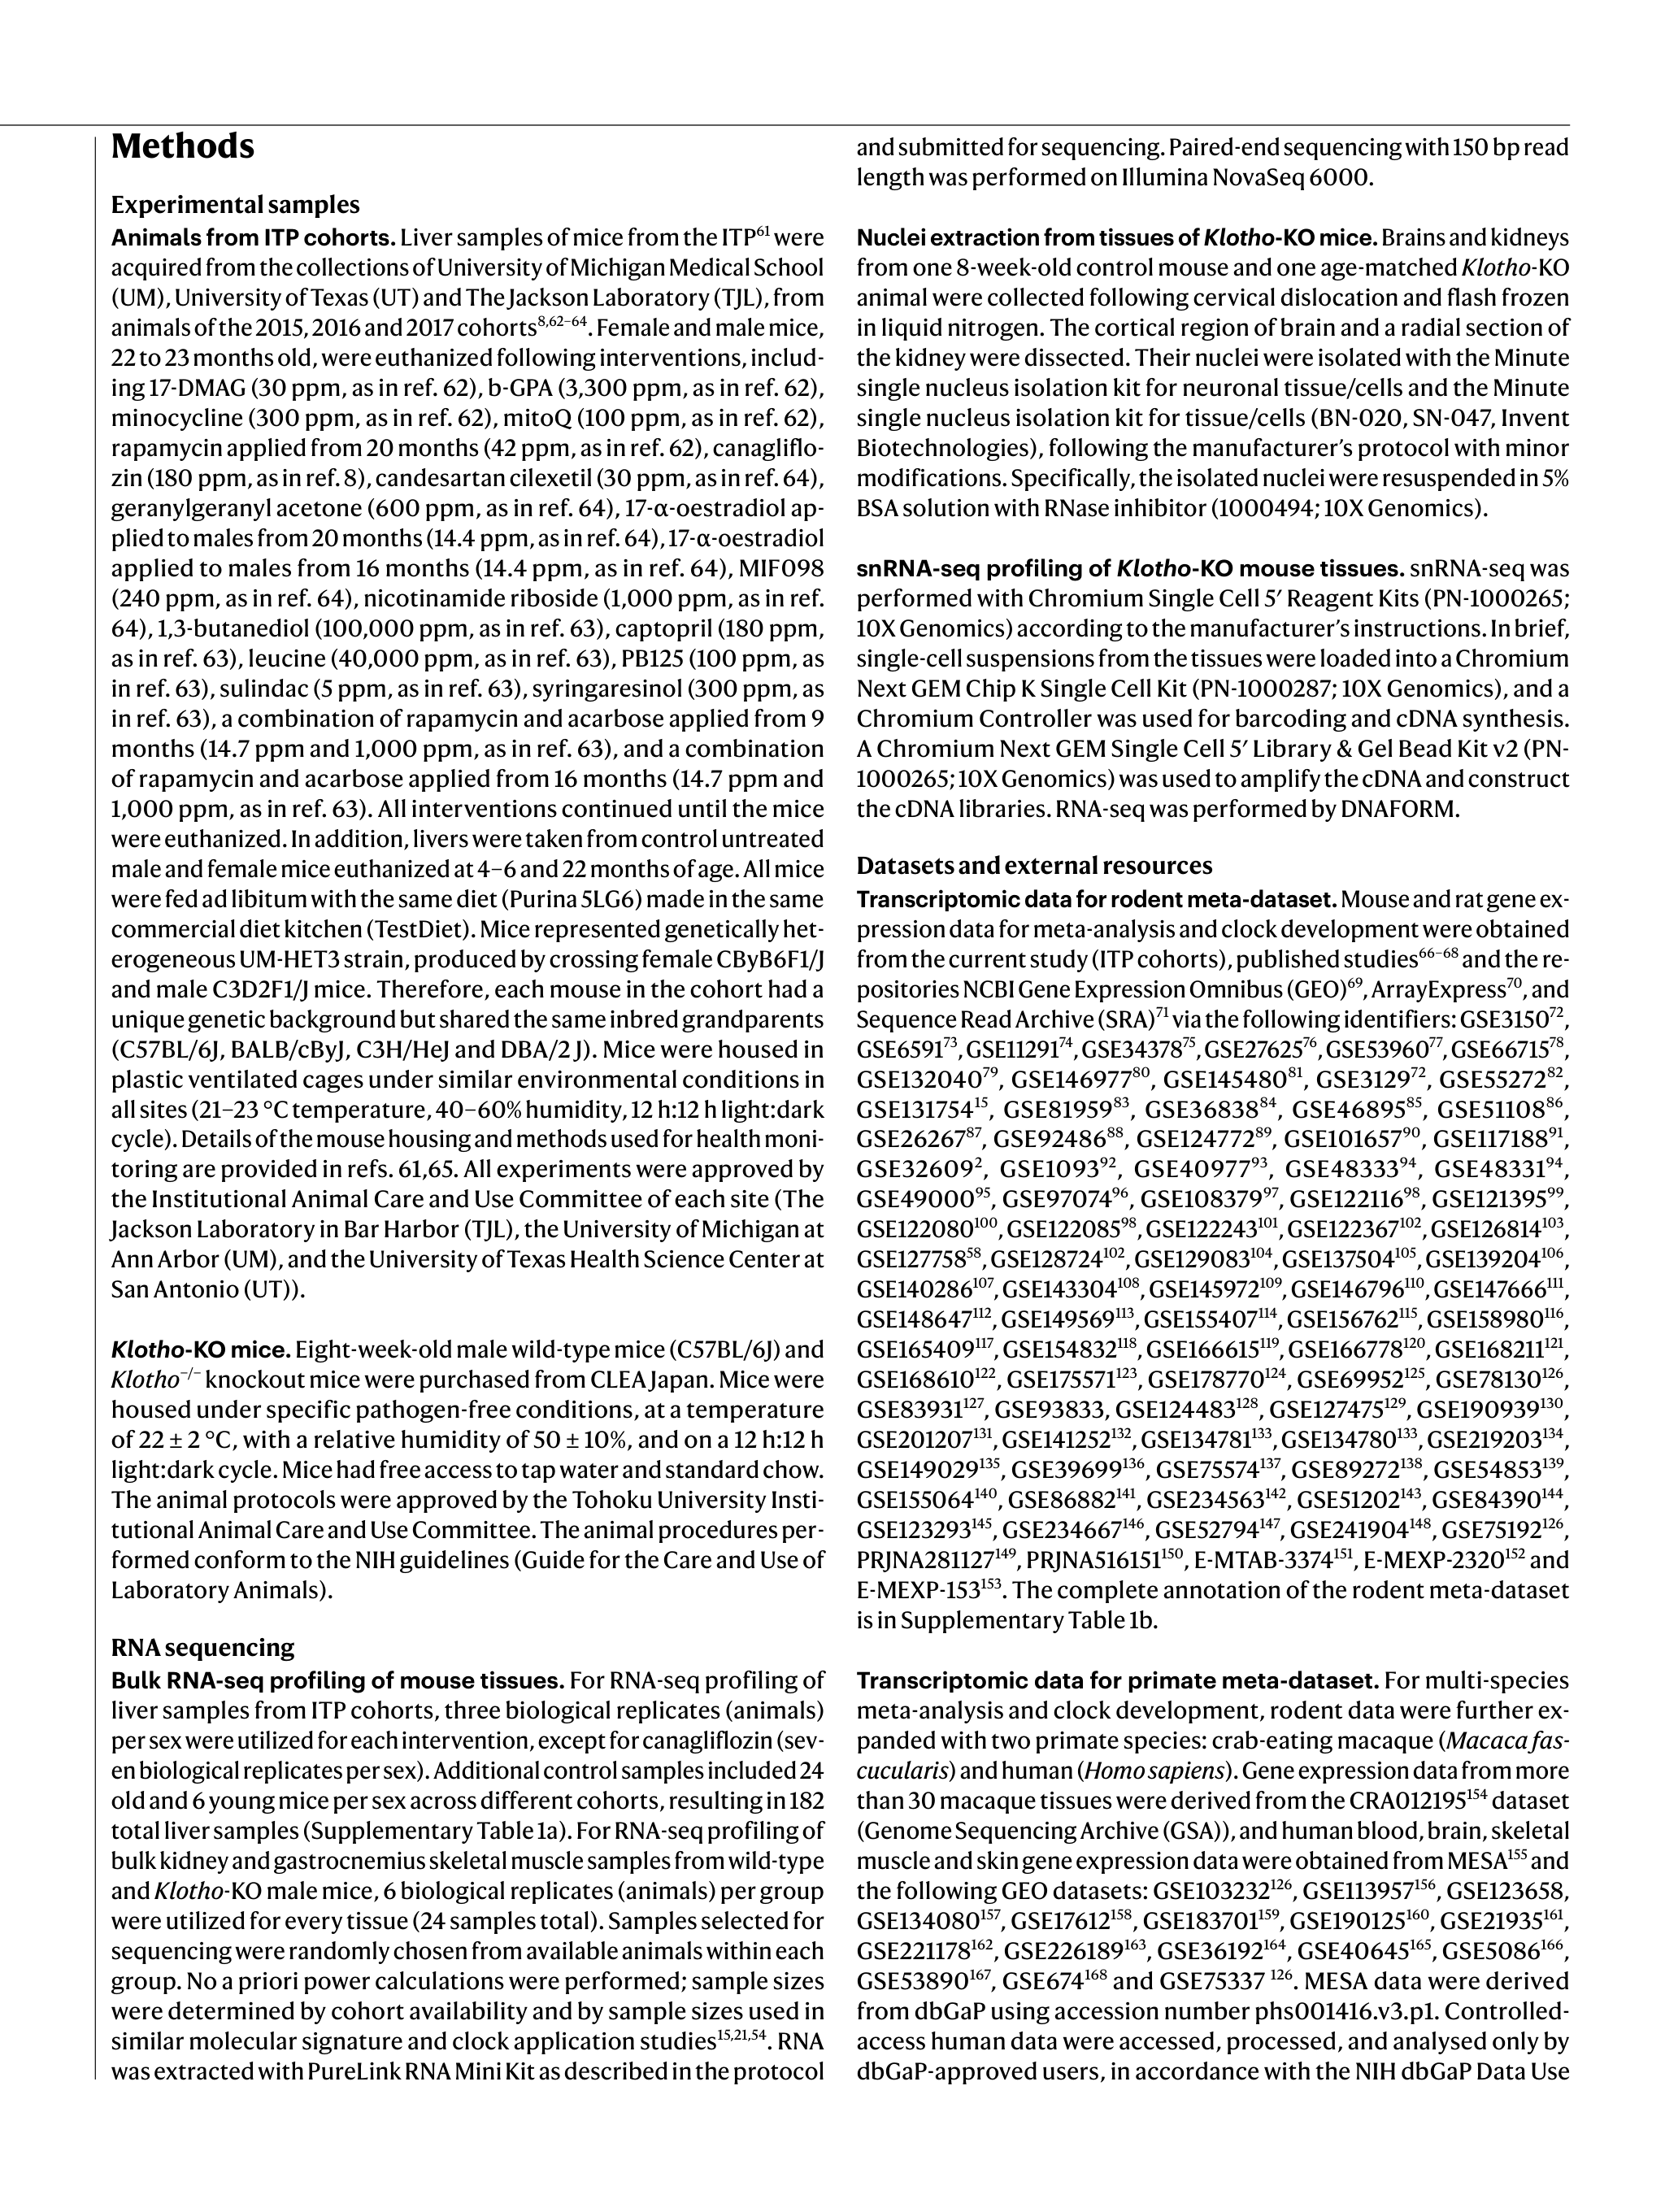 Methods
Experimental samples
Animals from ITP cohorts. Liver samples of mice from the ITP61 were
acquired from the collections of University of Michigan Medical School
(UM), University of Texas (UT) and The Jackson Laboratory (TJL), from
animals of the 2015, 2016 and 2017 cohorts8,62–64. Female and male mice,
22 to 23 months old, were euthanized following interventions, includ-
ing 17-DMAG (30 ppm, as in ref. 62), b-GPA (3,300 ppm, as in ref. 62),
minocycline (300 ppm, as in ref. 62), mitoQ (100 ppm, as in ref. 62),
rapamycin applied from 20 months (42 ppm, as in ref. 62), canagliflo-
zin (180 ppm, as in ref. 8), candesartan cilexetil (30 ppm, as in ref. 64),
geranylgeranyl acetone (600 ppm, as in ref. 64), 17-α-oestradiol ap-
plied to males from 20 months (14.4 ppm, as in ref. 64), 17-α-oestradiol
applied to males from 16 months (14.4 ppm, as in ref. 64), MIF098
(240 ppm, as in ref. 64), nicotinamide riboside (1,000 ppm, as in ref.
64), 1,3-butanediol (100,000 ppm, as in ref. 63), captopril (180 ppm,
as in ref. 63), leucine (40,000 ppm, as in ref. 63), PB125 (100 ppm, as
in ref. 63), sulindac (5 ppm, as in ref. 63), syringaresinol (300 ppm, as
in ref. 63), a combination of rapamycin and acarbose applied from 9
months (14.7 ppm and 1,000 ppm, as in ref. 63), and a combination
of rapamycin and acarbose applied from 16 months (14.7 ppm and
1,000 ppm, as in ref. 63). All interventions continued until the mice
were euthanized. In addition, livers were taken from control untreated
male and female mice euthanized at 4–6 and 22 months of age. All mice
were fed ad libitum with the same diet (Purina 5LG6) made in the same
commercial diet kitchen (TestDiet). Mice represented genetically het-
erogeneous UM-HET3 strain, produced by crossing female CByB6F1/J
and male C3D2F1/J mice. Therefore, each mouse in the cohort had a
unique genetic background but shared the same inbred grandparents
(C57BL/6J, BALB/cByJ, C3H/HeJ and DBA/2 J). Mice were housed in
plastic ventilated cages under similar environmental conditions in
all sites (21–23 °C temperature, 40–60% humidity, 12 h:12 h light:dark
cycle). Details of the mouse housing and methods used for health moni-
toring are provided in refs. 61,65. All experiments were approved by
the Institutional Animal Care and Use Committee of each site (The
Jackson Laboratory in Bar Harbor (TJL), the University of Michigan at
Ann Arbor (UM), and the University of Texas Health Science Center at
San Antonio (UT)).
Klotho-KO mice. Eight-week-old male wild-type mice (C57BL/6J) and
Klotho−/− knockout mice were purchased from CLEA Japan. Mice were
housed under specific pathogen-free conditions, at a temperature
of 22 ± 2 °C, with a relative humidity of 50 ± 10%, and on a 12 h:12 h
light:dark cycle. Mice had free access to tap water and standard chow.
The animal protocols were approved by the Tohoku University Insti-
tutional Animal Care and Use Committee. The animal procedures per-
formed conform to the NIH guidelines (Guide for the Care and Use of
Laboratory Animals).
RNA sequencing
Bulk RNA-seq profiling of mouse tissues. For RNA-seq profiling of
liver samples from ITP cohorts, three biological replicates (animals)
per sex were utilized for each intervention, except for canagliflozin (sev-
en biological replicates per sex). Additional control samples included 24
old and 6 young mice per sex across different cohorts, resulting in 182
total liver samples (Supplementary Table 1a). For RNA-seq profiling of
bulk kidney and gastrocnemius skeletal muscle samples from wild-type
and Klotho-KO male mice, 6 biological replicates (animals) per group
were utilized for every tissue (24 samples total). Samples selected for
sequencing were randomly chosen from available animals within each
group. No a priori power calculations were performed; sample sizes
were determined by cohort availability and by sample sizes used in
similar molecular signature and clock application studies15,21,54. RNA
was extracted with PureLink RNA Mini Kit as described in the protocol
and submitted for sequencing. Paired-end sequencing with 150 bp read
length was performed on Illumina NovaSeq 6000.
Nuclei extraction from tissues of Klotho-KO mice. Brains and kidneys
from one 8-week-old control mouse and one age-matched Klotho-KO
animal were collected following cervical dislocation and flash frozen
in liquid nitrogen. The cortical region of brain and a radial section of
the kidney were dissected. Their nuclei were isolated with the Minute
single nucleus isolation kit for neuronal tissue/cells and the Minute
single nucleus isolation kit for tissue/cells (BN-020, SN-047, Invent
Biotechnologies), following the manufacturer's protocol with minor
modifications. Specifically, the isolated nuclei were resuspended in 5%
BSA solution with RNase inhibitor (1000494; 10X Genomics).
snRNA-seq profiling of Klotho-KO mouse tissues. snRNA-seq was
performed with Chromium Single Cell 5′ Reagent Kits (PN-1000265;
10X Genomics) according to the manufacturer's instructions. In brief,
single-cell suspensions from the tissues were loaded into a Chromium
Next GEM Chip K Single Cell Kit (PN-1000287; 10X Genomics), and a
Chromium Controller was used for barcoding and cDNA synthesis.
A Chromium Next GEM Single Cell 5′ Library & Gel Bead Kit v2 (PN-
1000265; 10X Genomics) was used to amplify the cDNA and construct
the cDNA libraries. RNA-seq was performed by DNAFORM.
Datasets and external resources
Transcriptomic data for rodent meta-dataset. Mouse and rat gene ex-
pression data for meta-analysis and clock development were obtained
from the current study (ITP cohorts), published studies66–68 and the re-
positories NCBI Gene Expression Omnibus (GEO)69, ArrayExpress70, and
Sequence Read Archive (SRA)71 via the following identifiers: GSE315072,
GSE659173, GSE1129174, GSE3437875, GSE2762576, GSE5396077, GSE6671578,
GSE13204079, GSE14697780, GSE14548081, GSE312972, GSE5527282,
GSE13175415, GSE8195983, GSE3683884, GSE4689585, GSE5110886,
GSE2626787, GSE9248688, GSE12477289, GSE10165790, GSE11718891,
GSE326092, GSE109392, GSE4097793, GSE4833394, GSE4833194,
GSE4900095, GSE9707496, GSE10837997, GSE12211698, GSE12139599,
GSE122080100, GSE12208598, GSE122243101, GSE122367102, GSE126814103,
GSE12775858, GSE128724102, GSE129083104, GSE137504105, GSE139204106,
GSE140286107, GSE143304108, GSE145972109, GSE146796110, GSE147666111,
GSE148647112, GSE149569113, GSE155407114, GSE156762115, GSE158980116,
GSE165409117, GSE154832118, GSE166615119, GSE166778120, GSE168211121,
GSE168610122, GSE175571123, GSE178770124, GSE69952125, GSE78130126,
GSE83931127, GSE93833, GSE124483128, GSE127475129, GSE190939130,
GSE201207131, GSE141252132, GSE134781133, GSE134780133, GSE219203134,
GSE149029135, GSE39699136, GSE75574137, GSE89272138, GSE54853139,
GSE155064140, GSE86882141, GSE234563142, GSE51202143, GSE84390144,
GSE123293145, GSE234667146, GSE52794147, GSE241904148, GSE75192126,
PRJNA281127149, PRJNA516151150, E-MTAB-3374151, E-MEXP-2320152 and
E-MEXP-153153. The complete annotation of the rodent meta-dataset
is in Supplementary Table 1b.
Transcriptomic data for primate meta-dataset. For multi-species
meta-analysis and clock development, rodent data were further ex-
panded with two primate species: crab-eating macaque (Macaca fas-
cucularis) and human (Homo sapiens). Gene expression data from more
than 30 macaque tissues were derived from the CRA012195154 dataset
(Genome Sequencing Archive (GSA)), and human blood, brain, skeletal
muscle and skin gene expression data were obtained from MESA155 and
the following GEO datasets: GSE103232126, GSE113957156, GSE123658,
GSE134080157, GSE17612158, GSE183701159, GSE190125160, GSE21935161,
GSE221178162, GSE226189163, GSE36192164, GSE40645165, GSE5086166,
GSE53890167, GSE674168 and GSE75337 126. MESA data were derived
from dbGaP using accession number phs001416.v3.p1. Controlled-
access human data were accessed, processed, and analysed only by
dbGaP-approved users, in accordance with the NIH dbGaP Data Use